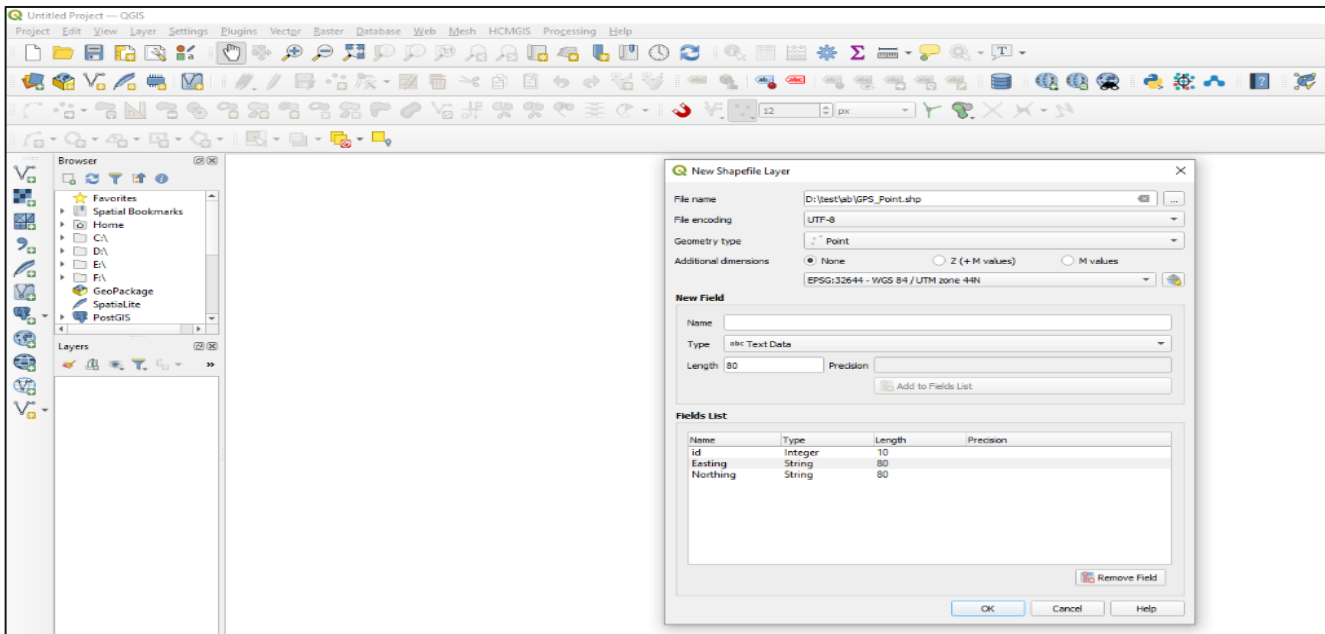 Untitled Project — QGIS
Project Edit View Layer Settings Plugins Vector Raster Database Web Mesh HCMGIS Processing Help
12 px
Browser
Favorites
Spatial Bookmarks
Home
C:\
D:\
E:\
F:\
GeoPackage
SpatiaLite
PostGIS
Layers
New Shapefile Layer
File name D:\test\ab\GPS_Point.shp ...
File encoding UTF-8
Geometry type Point
Additional dimensions None Z (+ M values) M values
EPSG:32644 - WGS 84 / UTM zone 44N
New Field
Name
Type abc Text Data
Length 80 Precision
Add to Fields List
Fields List
Name Type Length Precision
id Integer 10
Easting String 80
Northing String 80
Remove Field
OK Cancel Help